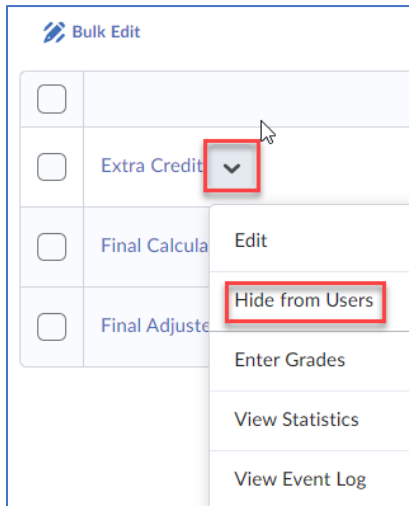 Bulk Edit
Extra Credit
Final Calcula
Edit
Hide from Users
Final Adjuste
Enter Grades
View Statistics
View Event Log